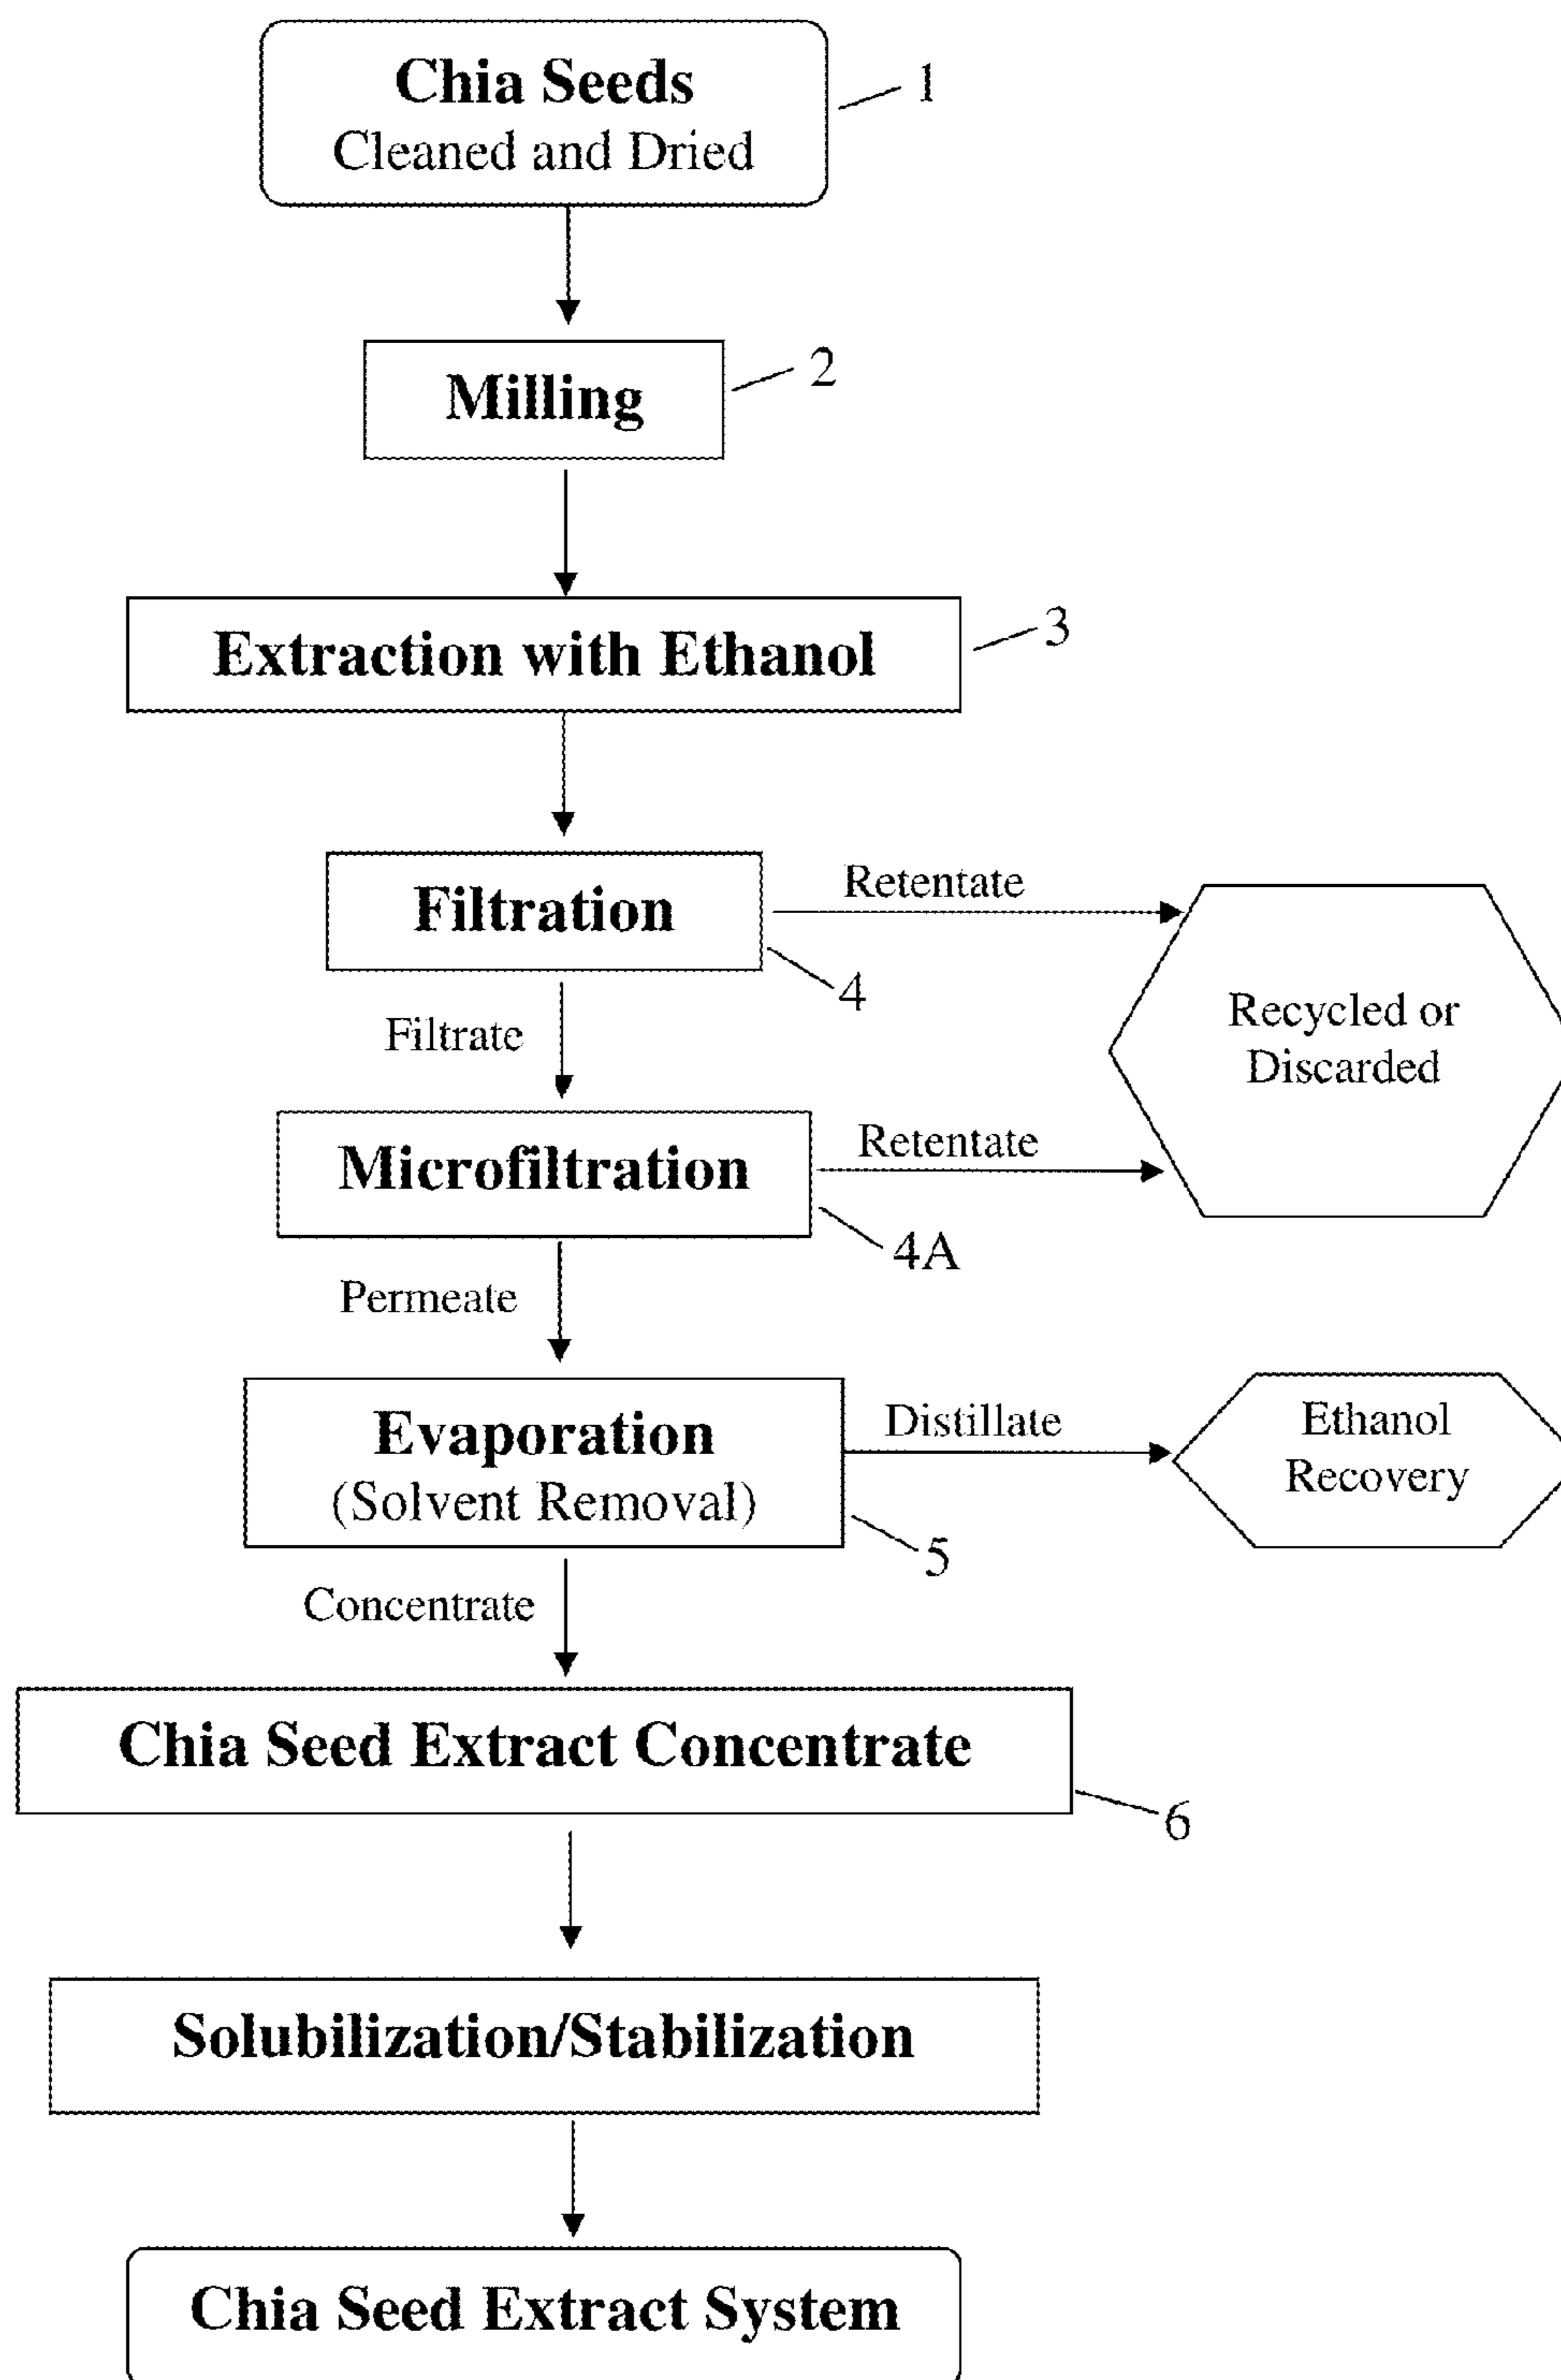 Chia Seeds
Cleaned and Dried
1
Milling
2
Extraction with Ethanol
3
Filtration
Retentate
4
Recycled or
Discarded
Filtrate
Microfiltration
Retentate
4A
Permeate
Evaporation
(Solvent Removal)
Distillate
Ethanol
Recovery
5
Concentrate
Chia Seed Extract Concentrate
6
Solubilization/Stabilization
Chia Seed Extract System